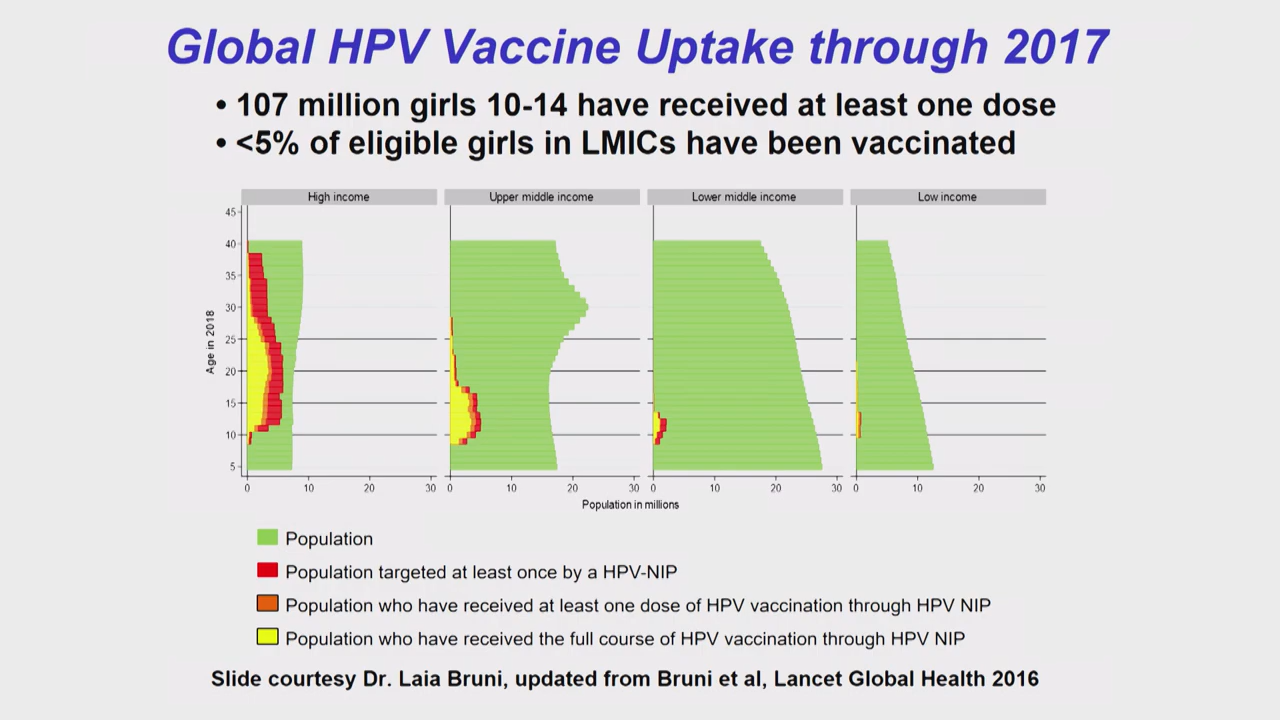 Global HPV Vaccine Uptake through 2017
• 107 million girls 10-14 have received at least one dose
• <5% of eligible girls in LMICs have been vaccinated
High income
Upper middle income
Lower middle income
Low income
Age in 2018
45
40
35
30
25
20
15
10
5
0 10 20 30
0 10 20 30
0 10 20 30
0 10 20 30
Population in millions
Population
Population targeted at least once by a HPV-NIP
Population who have received at least one dose of HPV vaccination through HPV NIP
Population who have received the full course of HPV vaccination through HPV NIP
Slide courtesy Dr. Laia Bruni, updated from Bruni et al, Lancet Global Health 2016